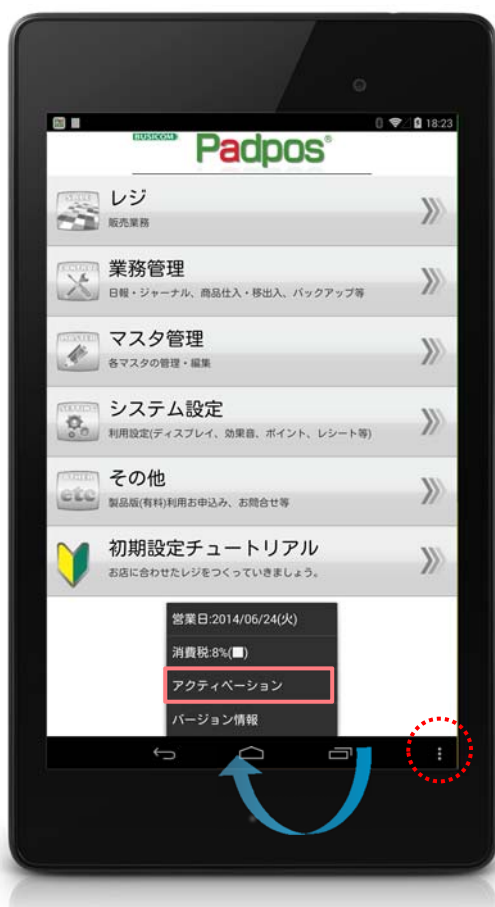 18:23
BUSICOM
Padpos®
レジ
販売業務
業務管理
日報・ジャーナル、商品仕入・移出入、バックアップ等
マスタ管理
各マスタの管理・編集
システム設定
利用設定(ディスプレイ、効果音、ポイント、レシート等)
etc
その他
製品版(有料)利用お申込み、お問合せ等
初期設定チュートリアル
お店に合わせたレジをつくっていきましょう。
営業日:2014/06/24(火)
消費税:8%(■)
アクティベーション
バージョン情報